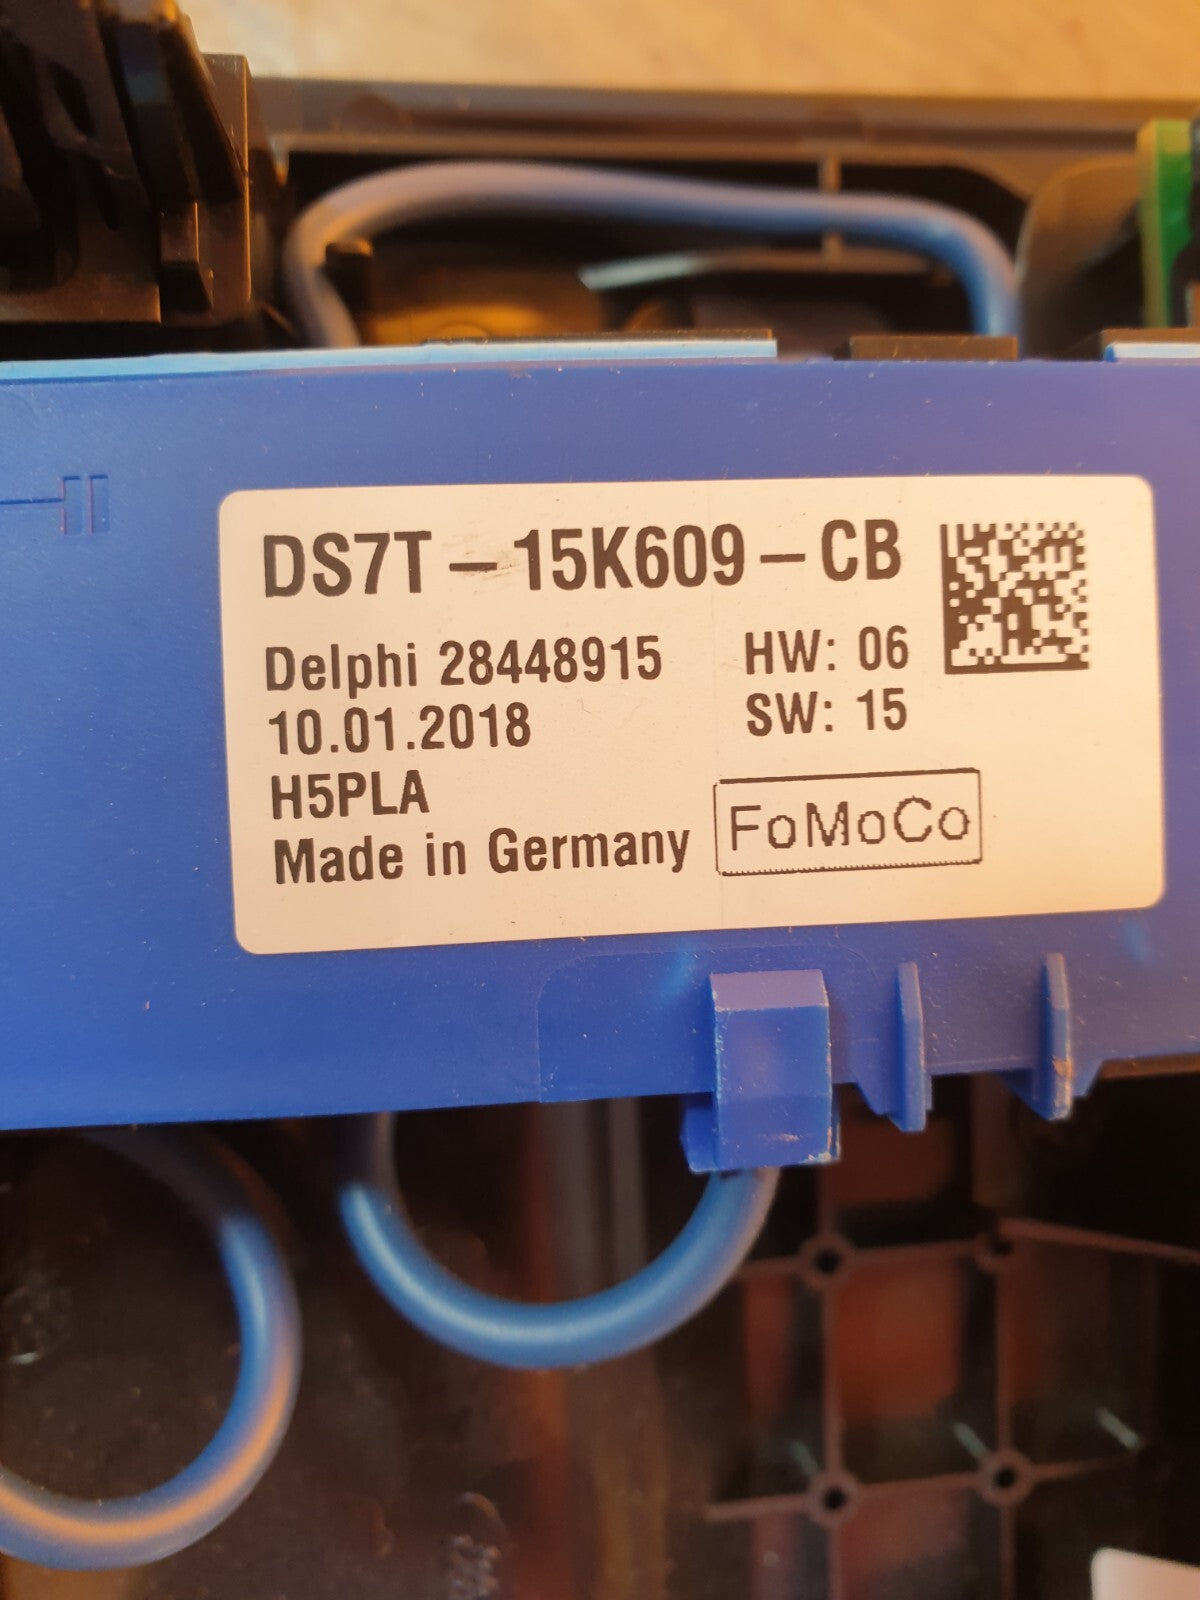 DS7T - 15K609 - CB
Delphi 28448915 HW: 06
10.01.2018 SW: 15
H5PLA
Made in Germany FoMoCo